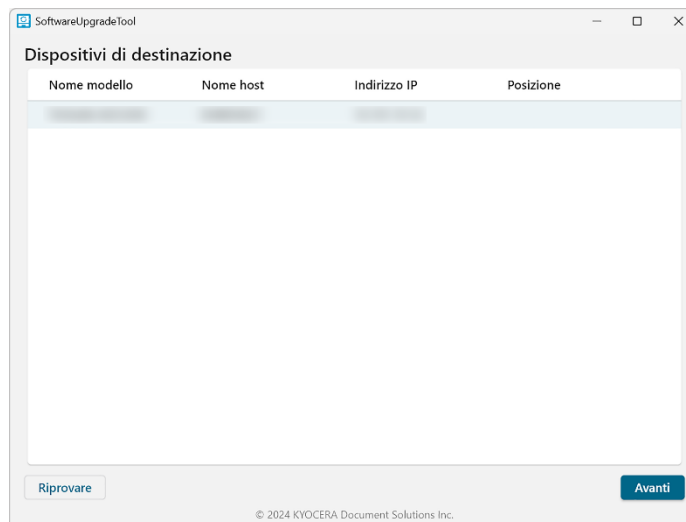 SoftwareUpgradeTool
Dispositivi di destinazione
Nome modello Nome host Indirizzo IP Posizione
Riprovare Avanti
© 2024 KYOCERA Document Solutions Inc.